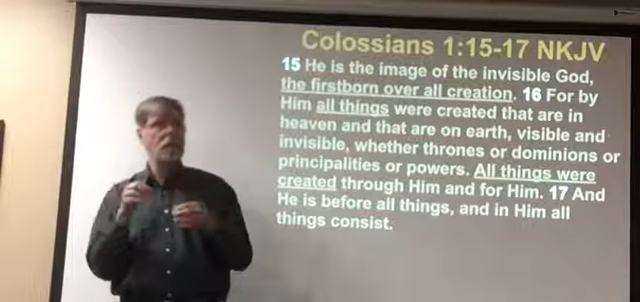 Colossians 1:15-17 NKJV
15 He is the image of the invisible God,
the firstborn over all creation. 16 For by
Him all things were created that are in
heaven and that are on earth, visible and
invisible, whether thrones or dominions or
principalities or powers. All things were
created through Him and for Him. 17 And
He is before all things, and in Him all
things consist.